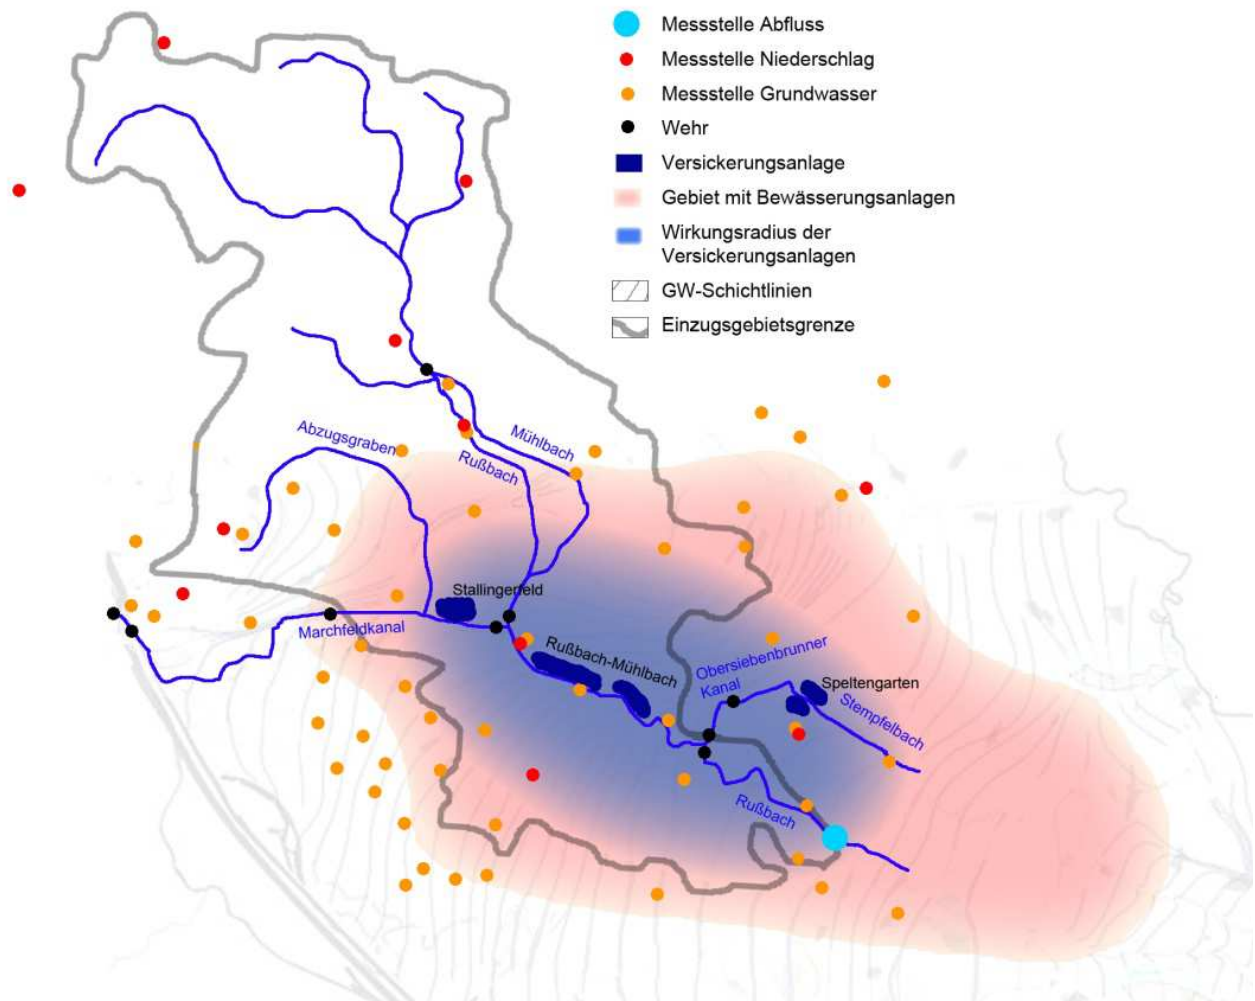 Messstelle Abfluss
Messstelle Niederschlag
Messstelle Grundwasser
Wehr
Versickerungsanlage
Gebiet mit Bewässerungsanlagen
Wirkungsradius der
Versickerungsanlagen
GW-Schichtlinien
Einzugsgebietsgrenze
Abzugsgraben
Mühlbach
Rußbach
Stallingerfeld
Marchfeldkanal
Rußbach-Mühlbach
Obersiebenbrunner
Kanal
Speltengarten
Stempfelbach
Rußbach